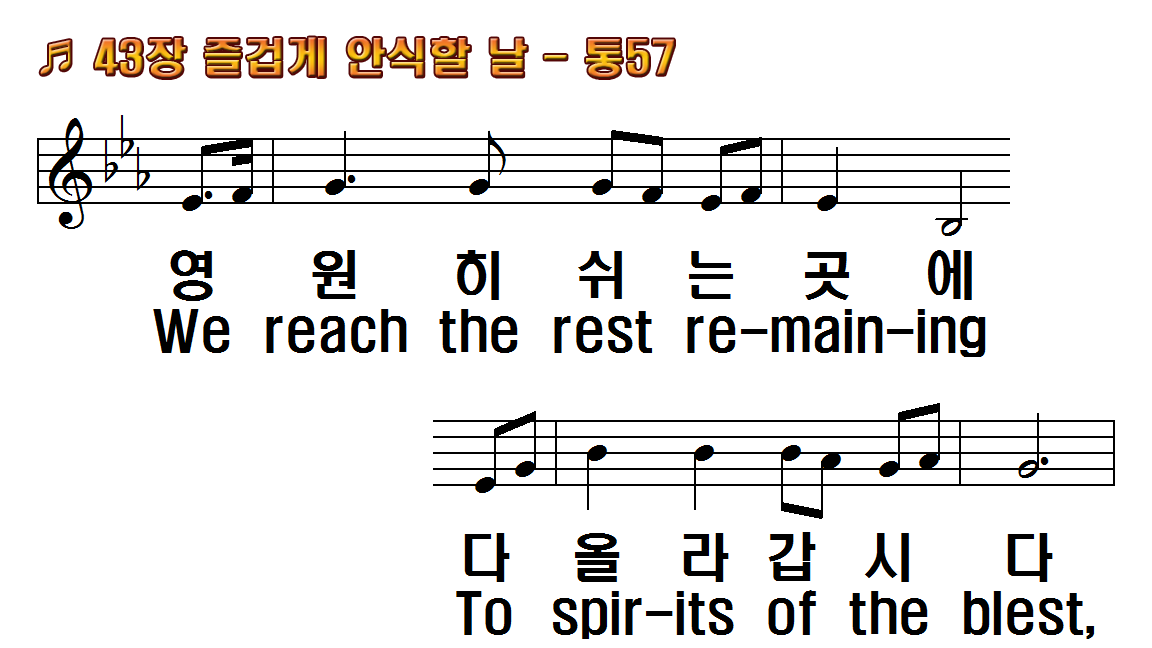 43장 즐겁게 안식할 날 - 통57
영 원 히 쉬 는 곳 에
We reach the rest re-main-ing
다 올 라 갑 시 다
To spir-its of the blest,